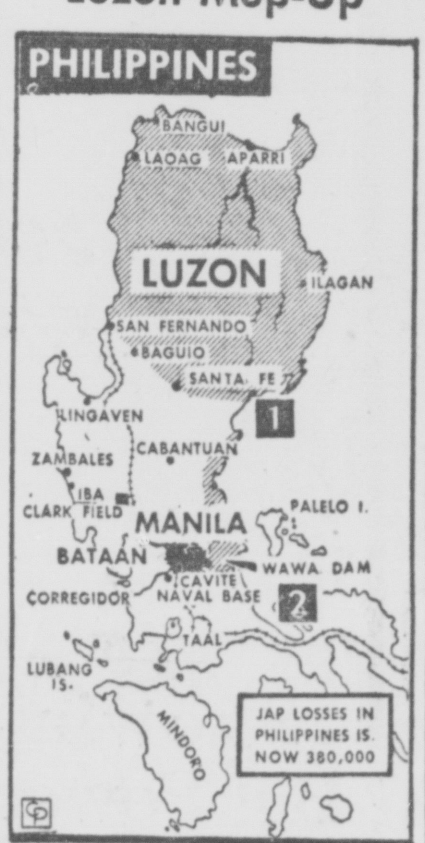 Luzon Mop-Up
PHILIPPINES
BANGUI
LAOAG
APARRI
LUZON
ILAGAN
SAN FERNANDO
BAGUIO
SANTA FE
1
LINGAVEN
CABANTUAN
ZAMBALES
IBA
CLARK FIELD
PALELO I.
MANILA
BATAAN
WAWA DAM
CAVITE
NAVAL BASE
2
CORREGIDOR
TAAL
LUBANG
IS.
MINDORO
JAP LOSSES IN
PHILIPPINES IS.
NOW 380,000
CP